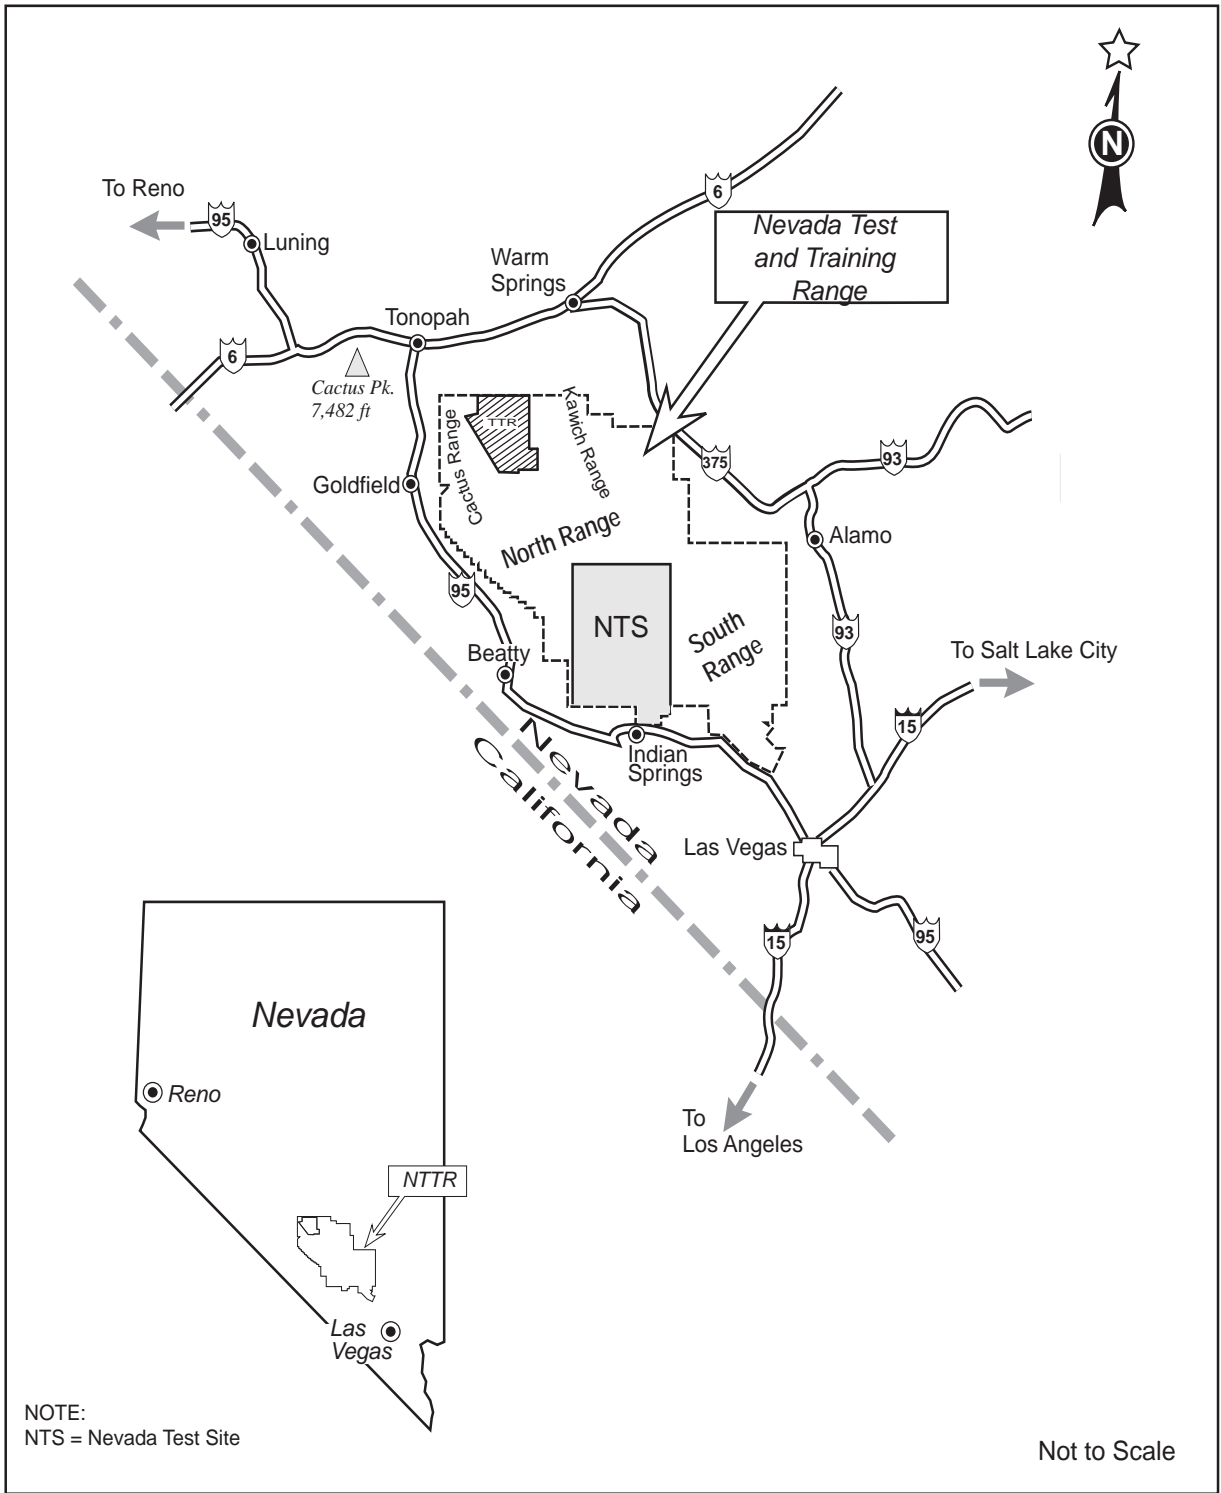 N
6
To Reno
95
Luning
Nevada Test
and Training
Range
Warm
Springs
Tonopah
6
Cactus Pk.
7,482 ft
TTR
Cactus Range
Kawich Range
375
93
Goldfield
North Range
Alamo
95
NTS
South
Range
93
Beatty
To Salt Lake City
15
Indian
Springs
Nevada
California
Las Vegas
15
95
To
Los Angeles
Nevada
Reno
NTTR
Las
Vegas
NOTE:
NTS = Nevada Test Site
Not to Scale